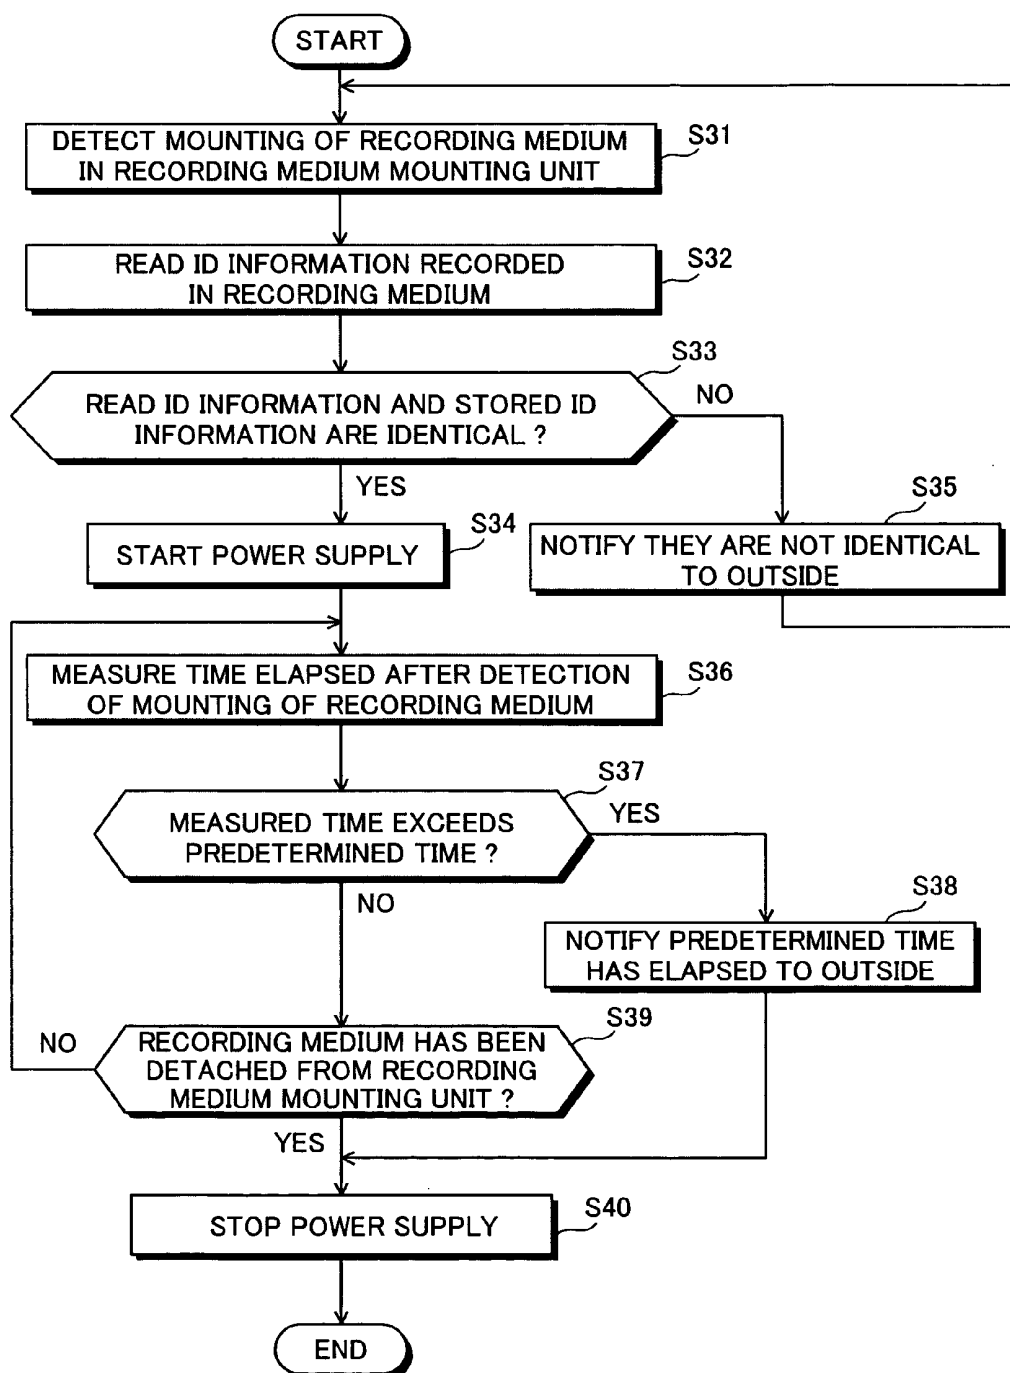 START
DETECT MOUNTING OF RECORDING MEDIUM
IN RECORDING MEDIUM MOUNTING UNIT
S31
READ ID INFORMATION RECORDED
IN RECORDING MEDIUM
S32
S33
READ ID INFORMATION AND STORED ID
INFORMATION ARE IDENTICAL ?
NO
YES
S34
START POWER SUPPLY
S35
NOTIFY THEY ARE NOT IDENTICAL
TO OUTSIDE
MEASURE TIME ELAPSED AFTER DETECTION
OF MOUNTING OF RECORDING MEDIUM
S36
S37
MEASURED TIME EXCEEDS
PREDETERMINED TIME ?
YES
NO
S38
NOTIFY PREDETERMINED TIME
HAS ELAPSED TO OUTSIDE
S39
NO
RECORDING MEDIUM HAS BEEN
DETACHED FROM RECORDING
MEDIUM MOUNTING UNIT ?
YES
STOP POWER SUPPLY
S40
END